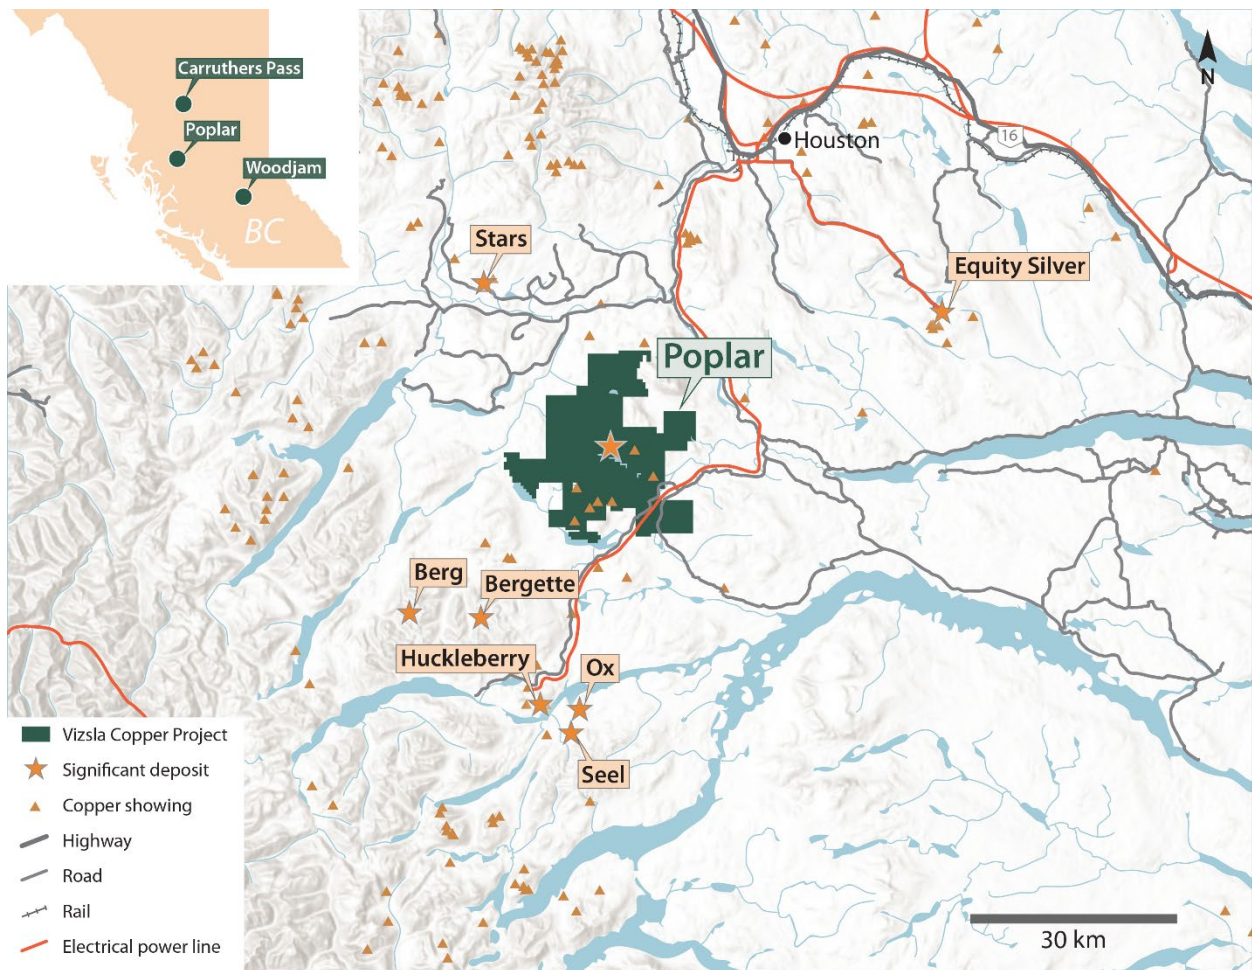 Carruthers Pass
Poplar
Woodjam
BC
N
16
Houston
Stars
Equity Silver
Poplar
Berg
Bergette
Huckleberry
Ox
Seel
Vizsla Copper Project
Significant deposit
Copper showing
Highway
Road
Rail
Electrical power line
30 km